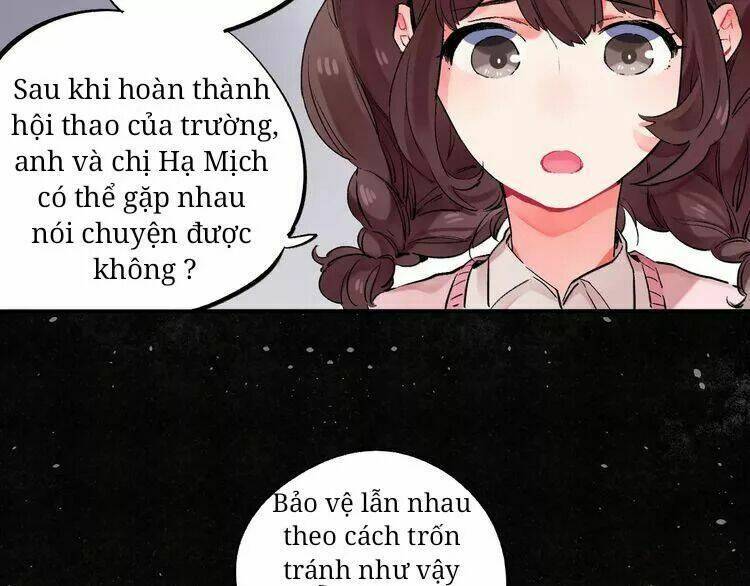 Sau khi hoàn thành
hội thao của trường,
anh và chị Hạ Mịch
có thể gặp nhau
nói chuyện được
không ?
Bảo vệ lẫn nhau
theo cách trốn
tránh như vậy